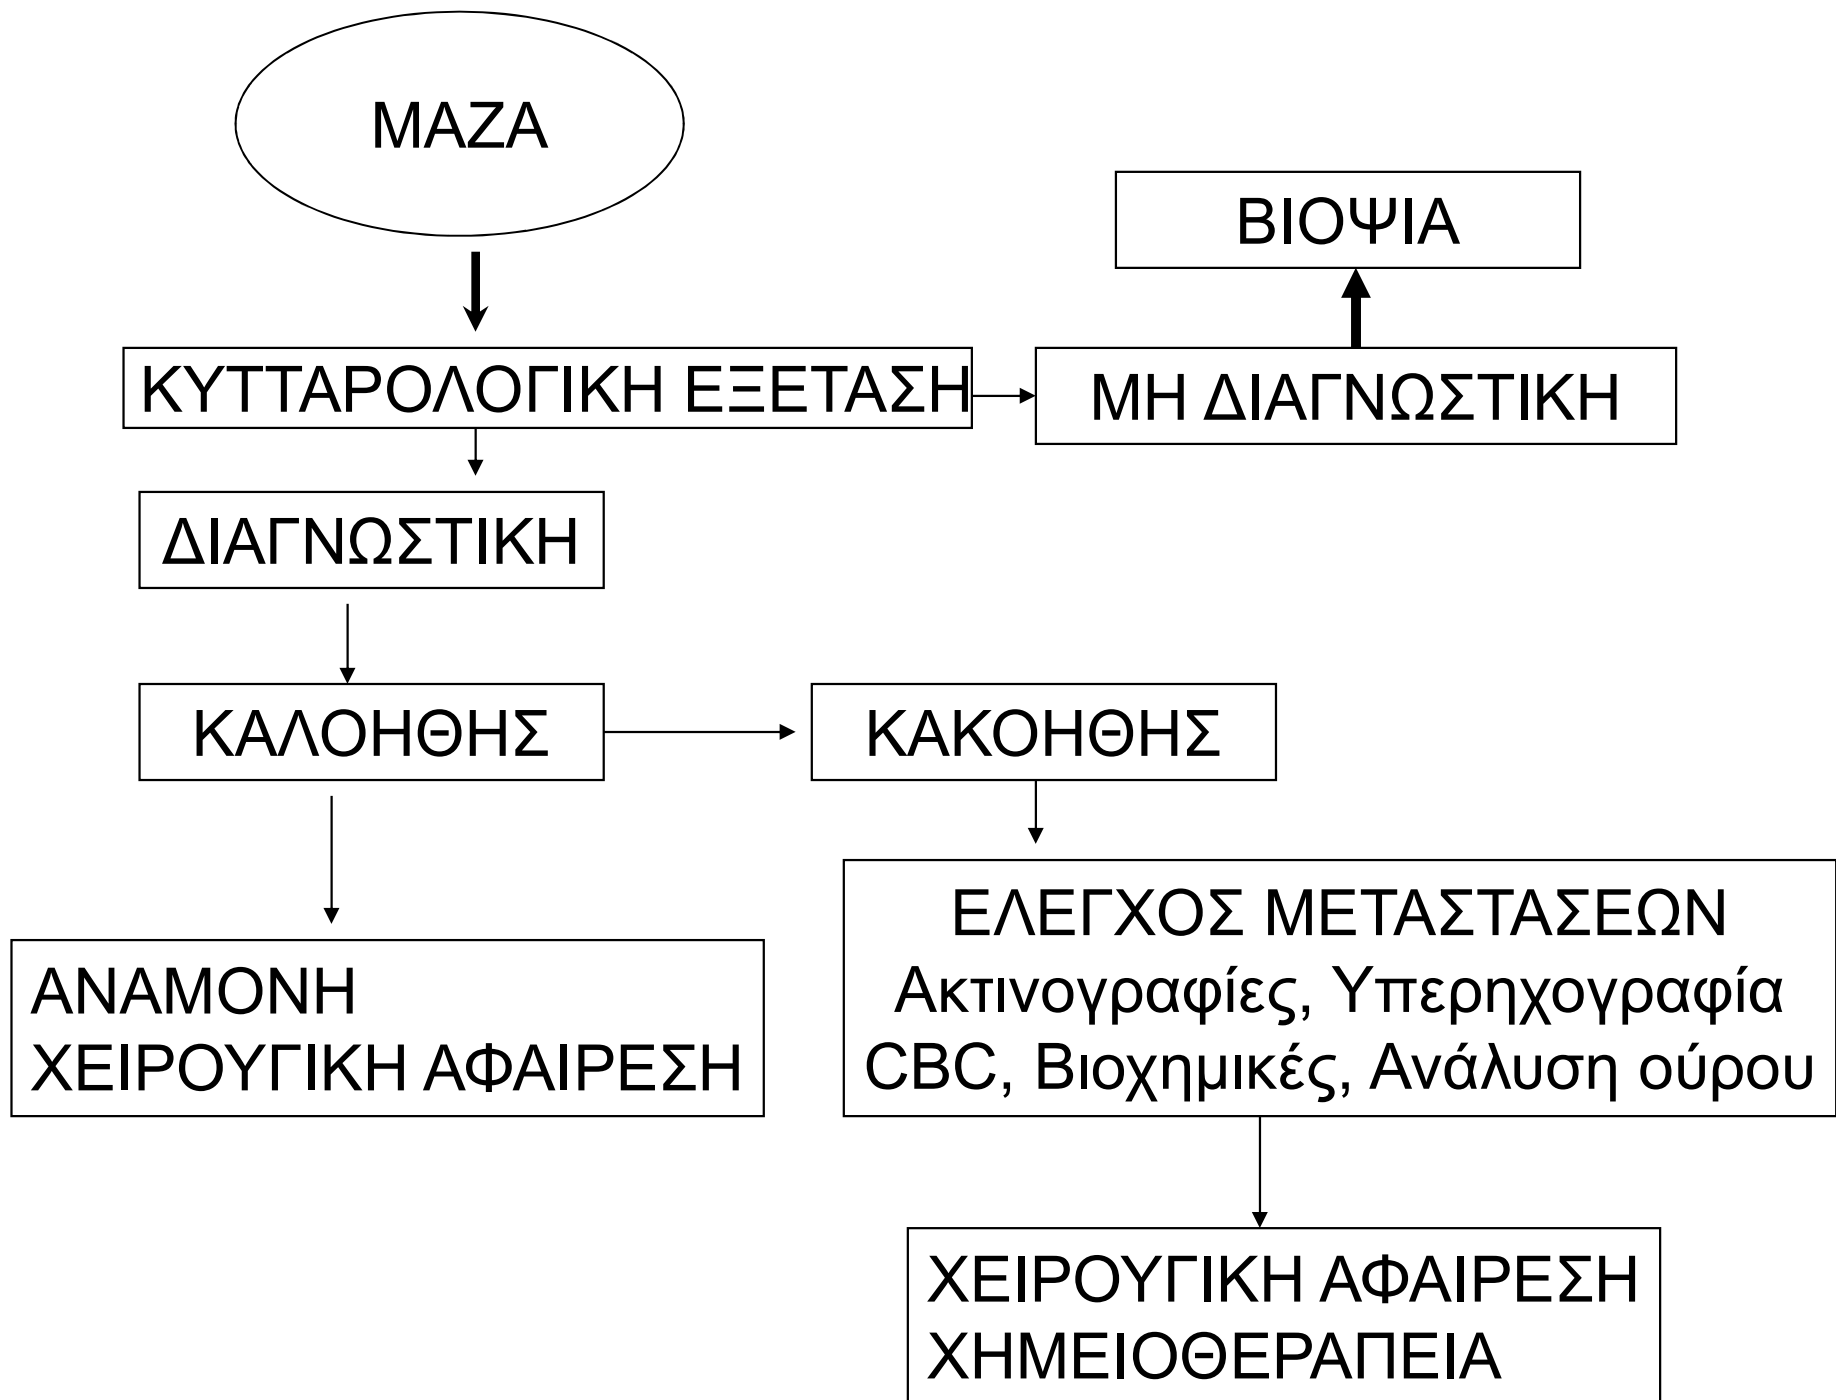 ΜΑΖΑ
ΒΙΟΨΙΑ
ΚΥΤΤΑΡΟΛΟΓΙΚΗ ΕΞΕΤΑΣΗ
ΜΗ ΔΙΑΓΝΩΣΤΙΚΗ
ΔΙΑΓΝΩΣΤΙΚΗ
ΚΑΛΟΗΘΗΣ
ΚΑΚΟΗΘΗΣ
ΑΝΑΜΟΝΗ
ΧΕΙΡΟΥΓΙΚΗ ΑΦΑΙΡΕΣΗ
ΕΛΕΓΧΟΣ ΜΕΤΑΣΤΑΣΕΩΝ
Ακτινογραφίες, Υπερηχογραφία
CBC, Βιοχημικές, Ανάλυση ούρου
ΧΕΙΡΟΥΓΙΚΗ ΑΦΑΙΡΕΣΗ
ΧΗΜΕΙΟΘΕΡΑΠΕΙΑ